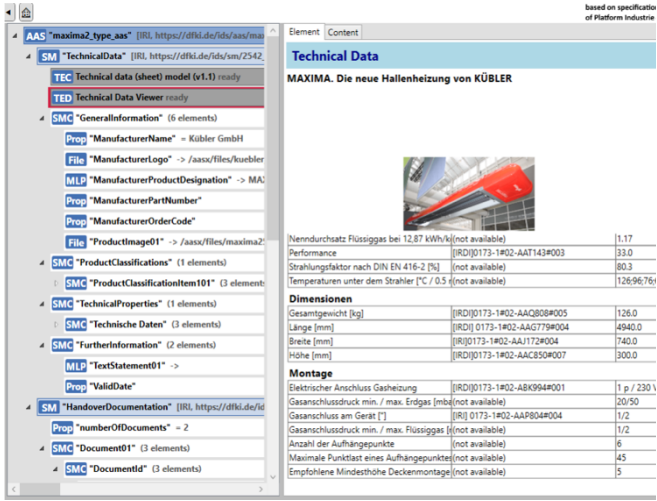 based on specification
of Platform Industrie
AAS "maxima2_type_aas" [IRI, https://dfki.de/ids/aas/max
SM "TechnicalData" [IRI, https://dfki.de/ids/sm/2542_
TEC Technical data (sheet) model (v1.1) ready
TED Technical Data Viewer ready
SMC "GeneralInformation" (6 elements)
Prop "ManufacturerName" = Kübler GmbH
File "ManufacturerLogo" -> /aasx/files/kuebler
MLP "ManufacturerProductDesignation" -> MAX
Prop "ManufacturerPartNumber"
Prop "ManufacturerOrderCode"
File "ProductImage01" -> /aasx/files/maxima2
SMC "ProductClassifications" (1 elements)
SMC "ProductClassificationItem101" (3 elements
SMC "TechnicalProperties" (1 elements)
SMC "Technische Daten" (3 elements)
SMC "FurtherInformation" (2 elements)
MLP "TextStatement01" ->
Prop "ValidDate"
SM "HandoverDocumentation" [IRI, https://dfki.de/id
Prop "numberOfDocuments" = 2
SMC "Document01" (3 elements)
SMC "DocumentId" (3 elements)
Element Content
Technical Data
MAXIMA. Die neue Hallenheizung von KÜBLER
Nenndurchsatz Flüssiggas bei 12,87 kWh/k (not available) 1.17
Performance [IRDI]0173-1#02-AAT143#003 33.0
Strahlungsfaktor nach DIN EN 416-2 [%] (not available) 80.3
Temperaturen unter dem Strahler [°C / 0.5 (not available) 126;96;76;
Dimensionen
Gesamtgewicht [kg] [IRDI]0173-1#02-AAQ808#005 126.0
Länge [mm] [IRDI] 0173-1#02-AAG779#004 4940.0
Breite [mm] [IRI]0173-1#02-AAJ172#004 740.0
Höhe [mm] [IRDI]0173-1#02-AAC850#007 300.0
Montage
Elektrischer Anschluss Gasheizung [IRDI]0173-1#02-ABK994#001 1 p / 230 V
Gasanschlussdruck min. / max. Erdgas [mba (not available) 20/50
Gasanschluss am Gerät ["] [IRI] 0173-1#02-AAP804#004 1/2
Gasanschlussdruck min. / max. Flüssiggas (not available) 1/2
Anzahl der Aufhängepunkte (not available) 6
Maximale Punktlast eines Aufhängepunktes (not available) 45
Empfohlene Mindesthöhe Deckenmontage (not available) 5